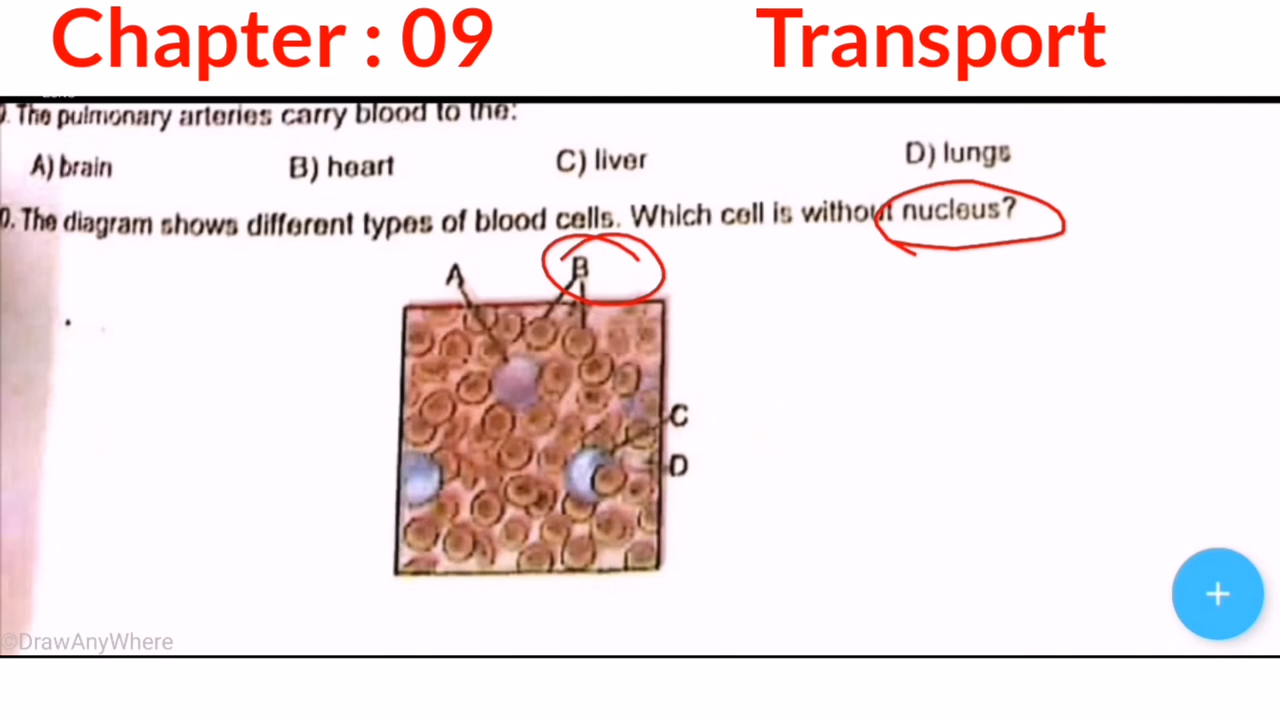 Chapter : 09 Transport
. The pulmonary arteries carry blood to the:
A) brain B) heart C) liver D) lungs
0. The diagram shows different types of blood cells. Which cell is without nucleus?
A B
C
D
©DrawAnyWhere
+